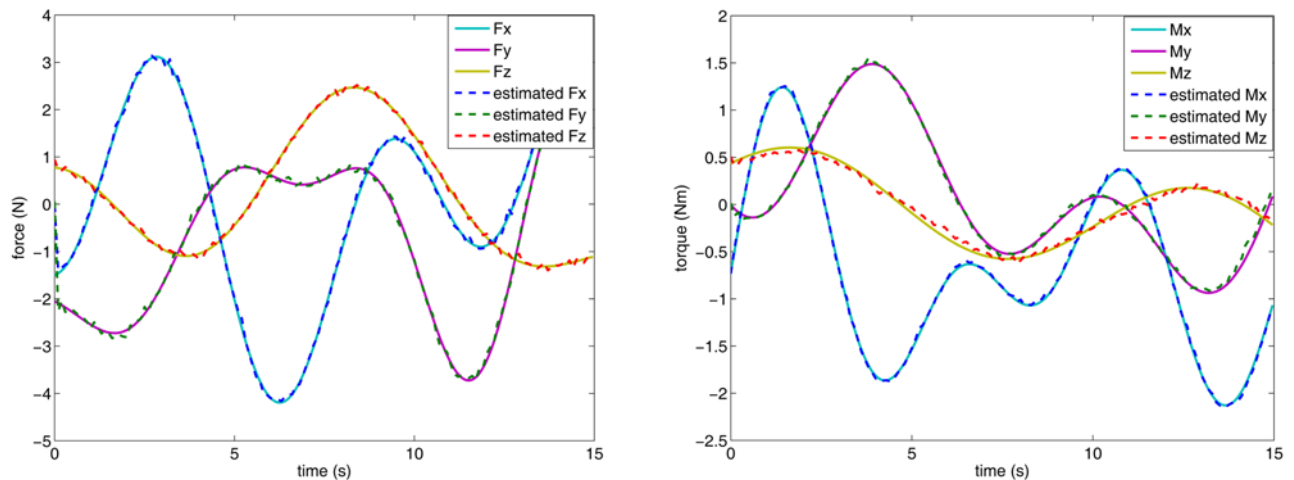 4
3
2
1
0
−1
−2
−3
−4
−5
force (N)
0
5
10
15
time (s)
Fx
Fy
Fz
estimated Fx
estimated Fy
estimated Fz
2
1.5
1
0.5
0
−0.5
−1
−1.5
−2
−2.5
torque (Nm)
0
5
10
15
time (s)
Mx
My
Mz
estimated Mx
estimated My
estimated Mz